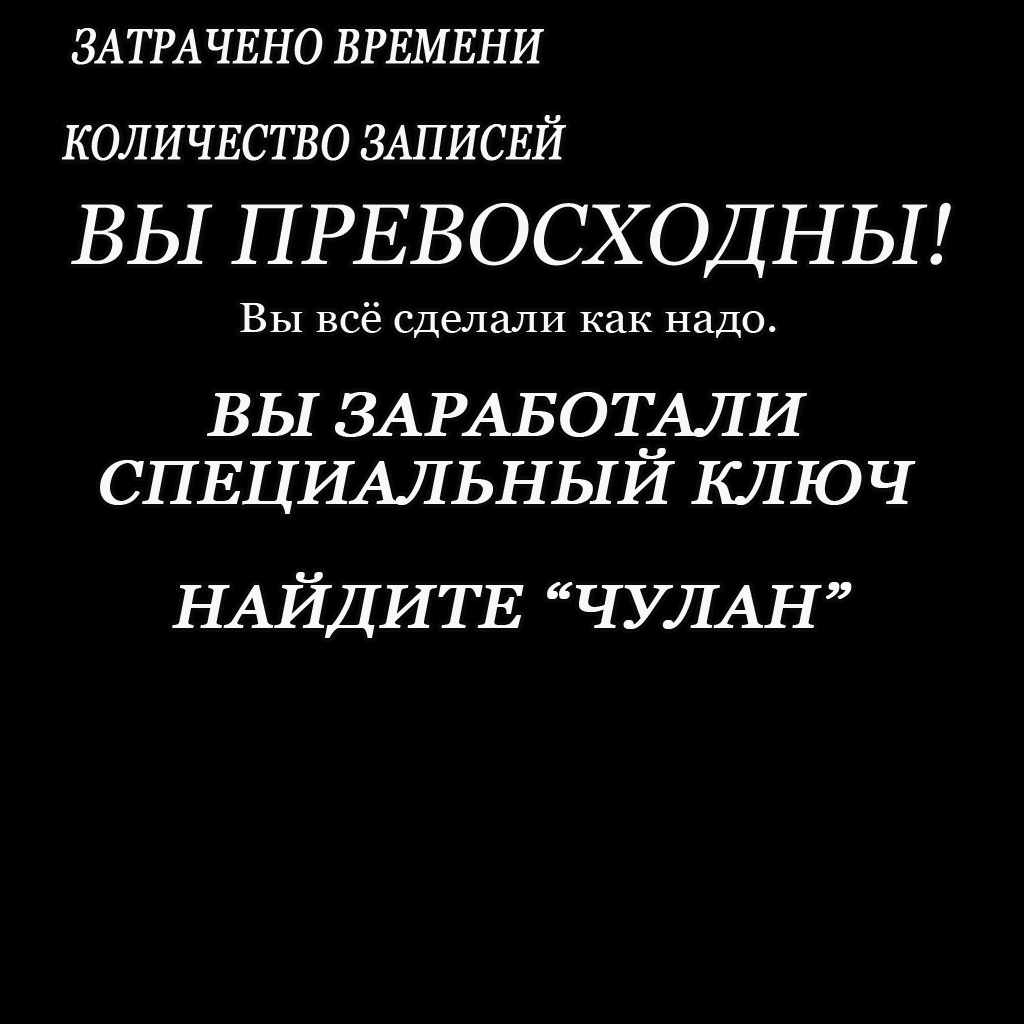 ЗАТРАЧЕНО ВРЕМЕНИ
КОЛИЧЕСТВО ЗАПИСЕЙ
ВЫ ПРЕВОСХОДНЫ!
Вы всё сделали как надо.
ВЫ ЗАРАБОТАЛИ
СПЕЦИАЛЬНЫЙ КЛЮЧ
НАЙДИТЕ “ЧУЛАН”